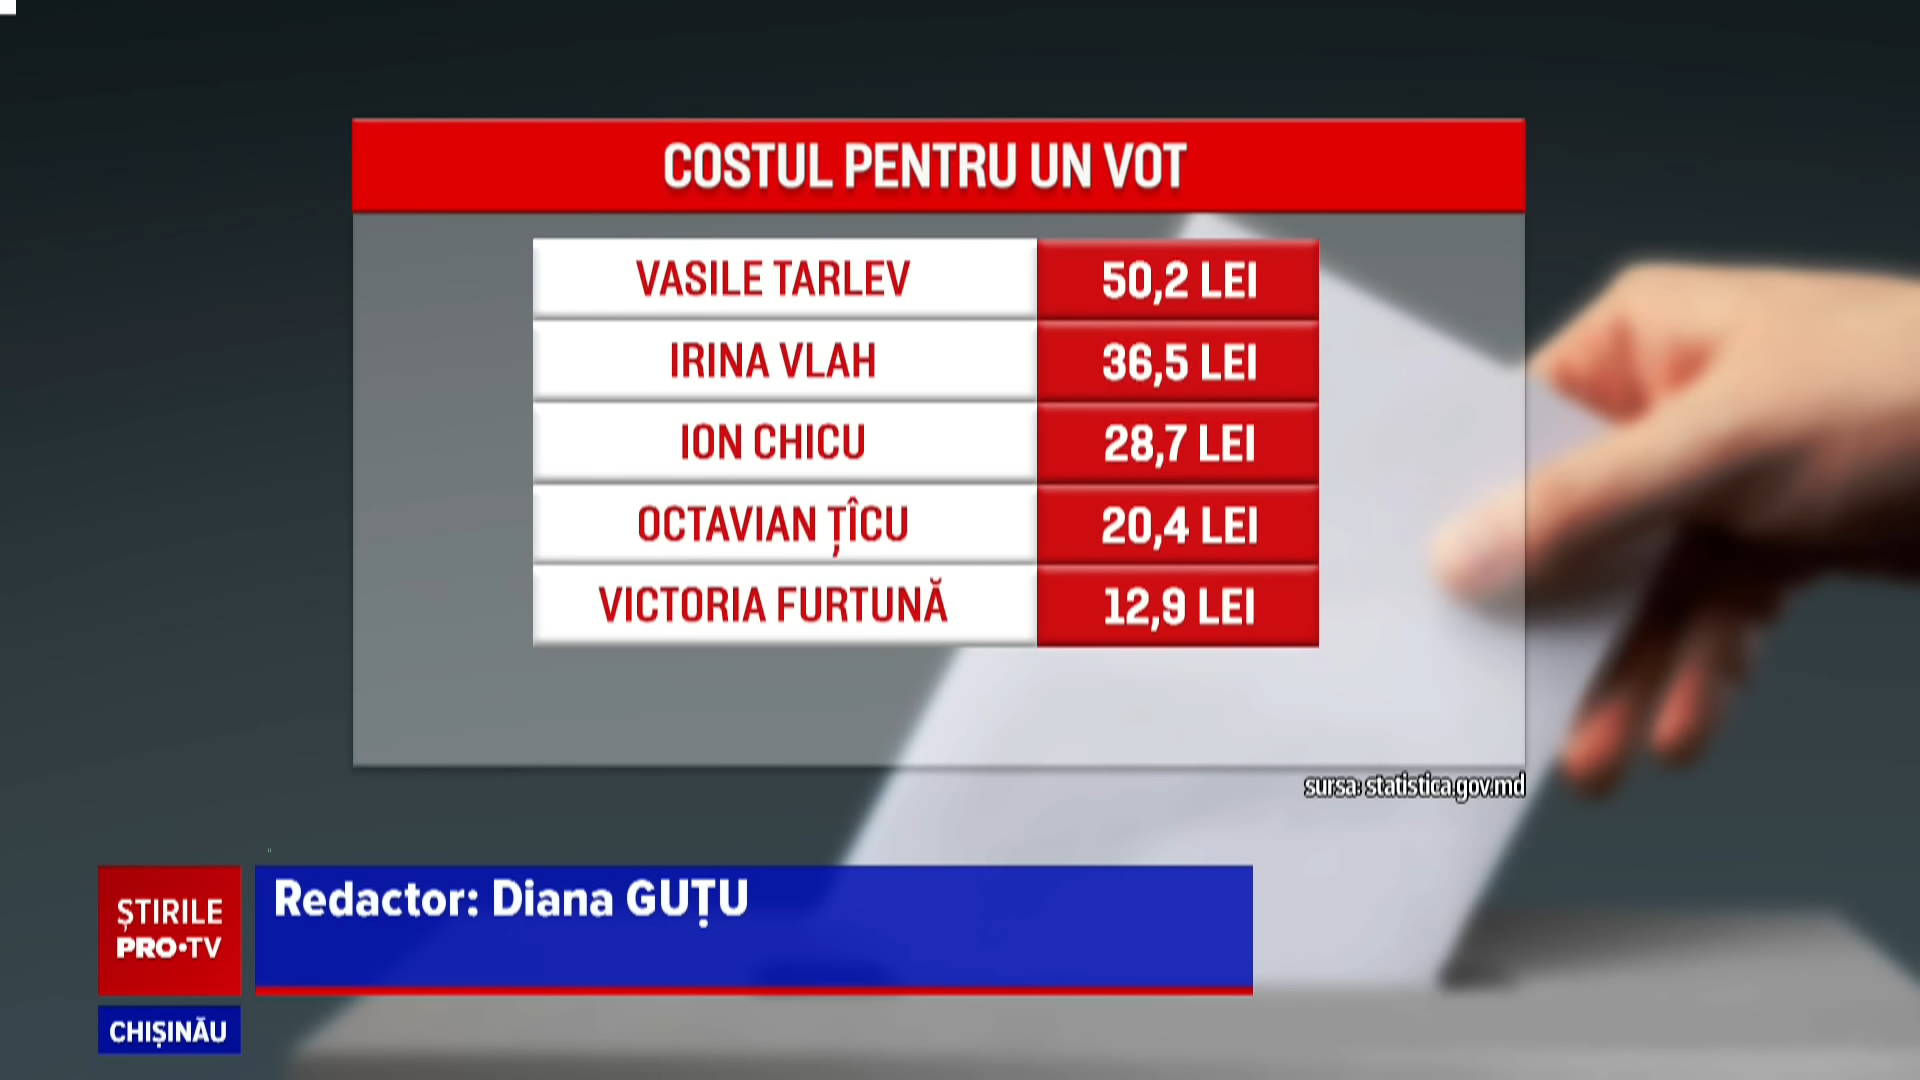 COSTUL PENTRU UN VOT
VASILE TARLEV 50,2 LEI
IRINA VLAH 36,5 LEI
ION CHICU 28,7 LEI
OCTAVIAN ȚÎCU 20,4 LEI
VICTORIA FURTUNĂ 12,9 LEI
sursa: statistica.gov.md
Redactor: Diana GUȚU
ȘTIRILE
PRO•TV
CHIȘINĂU